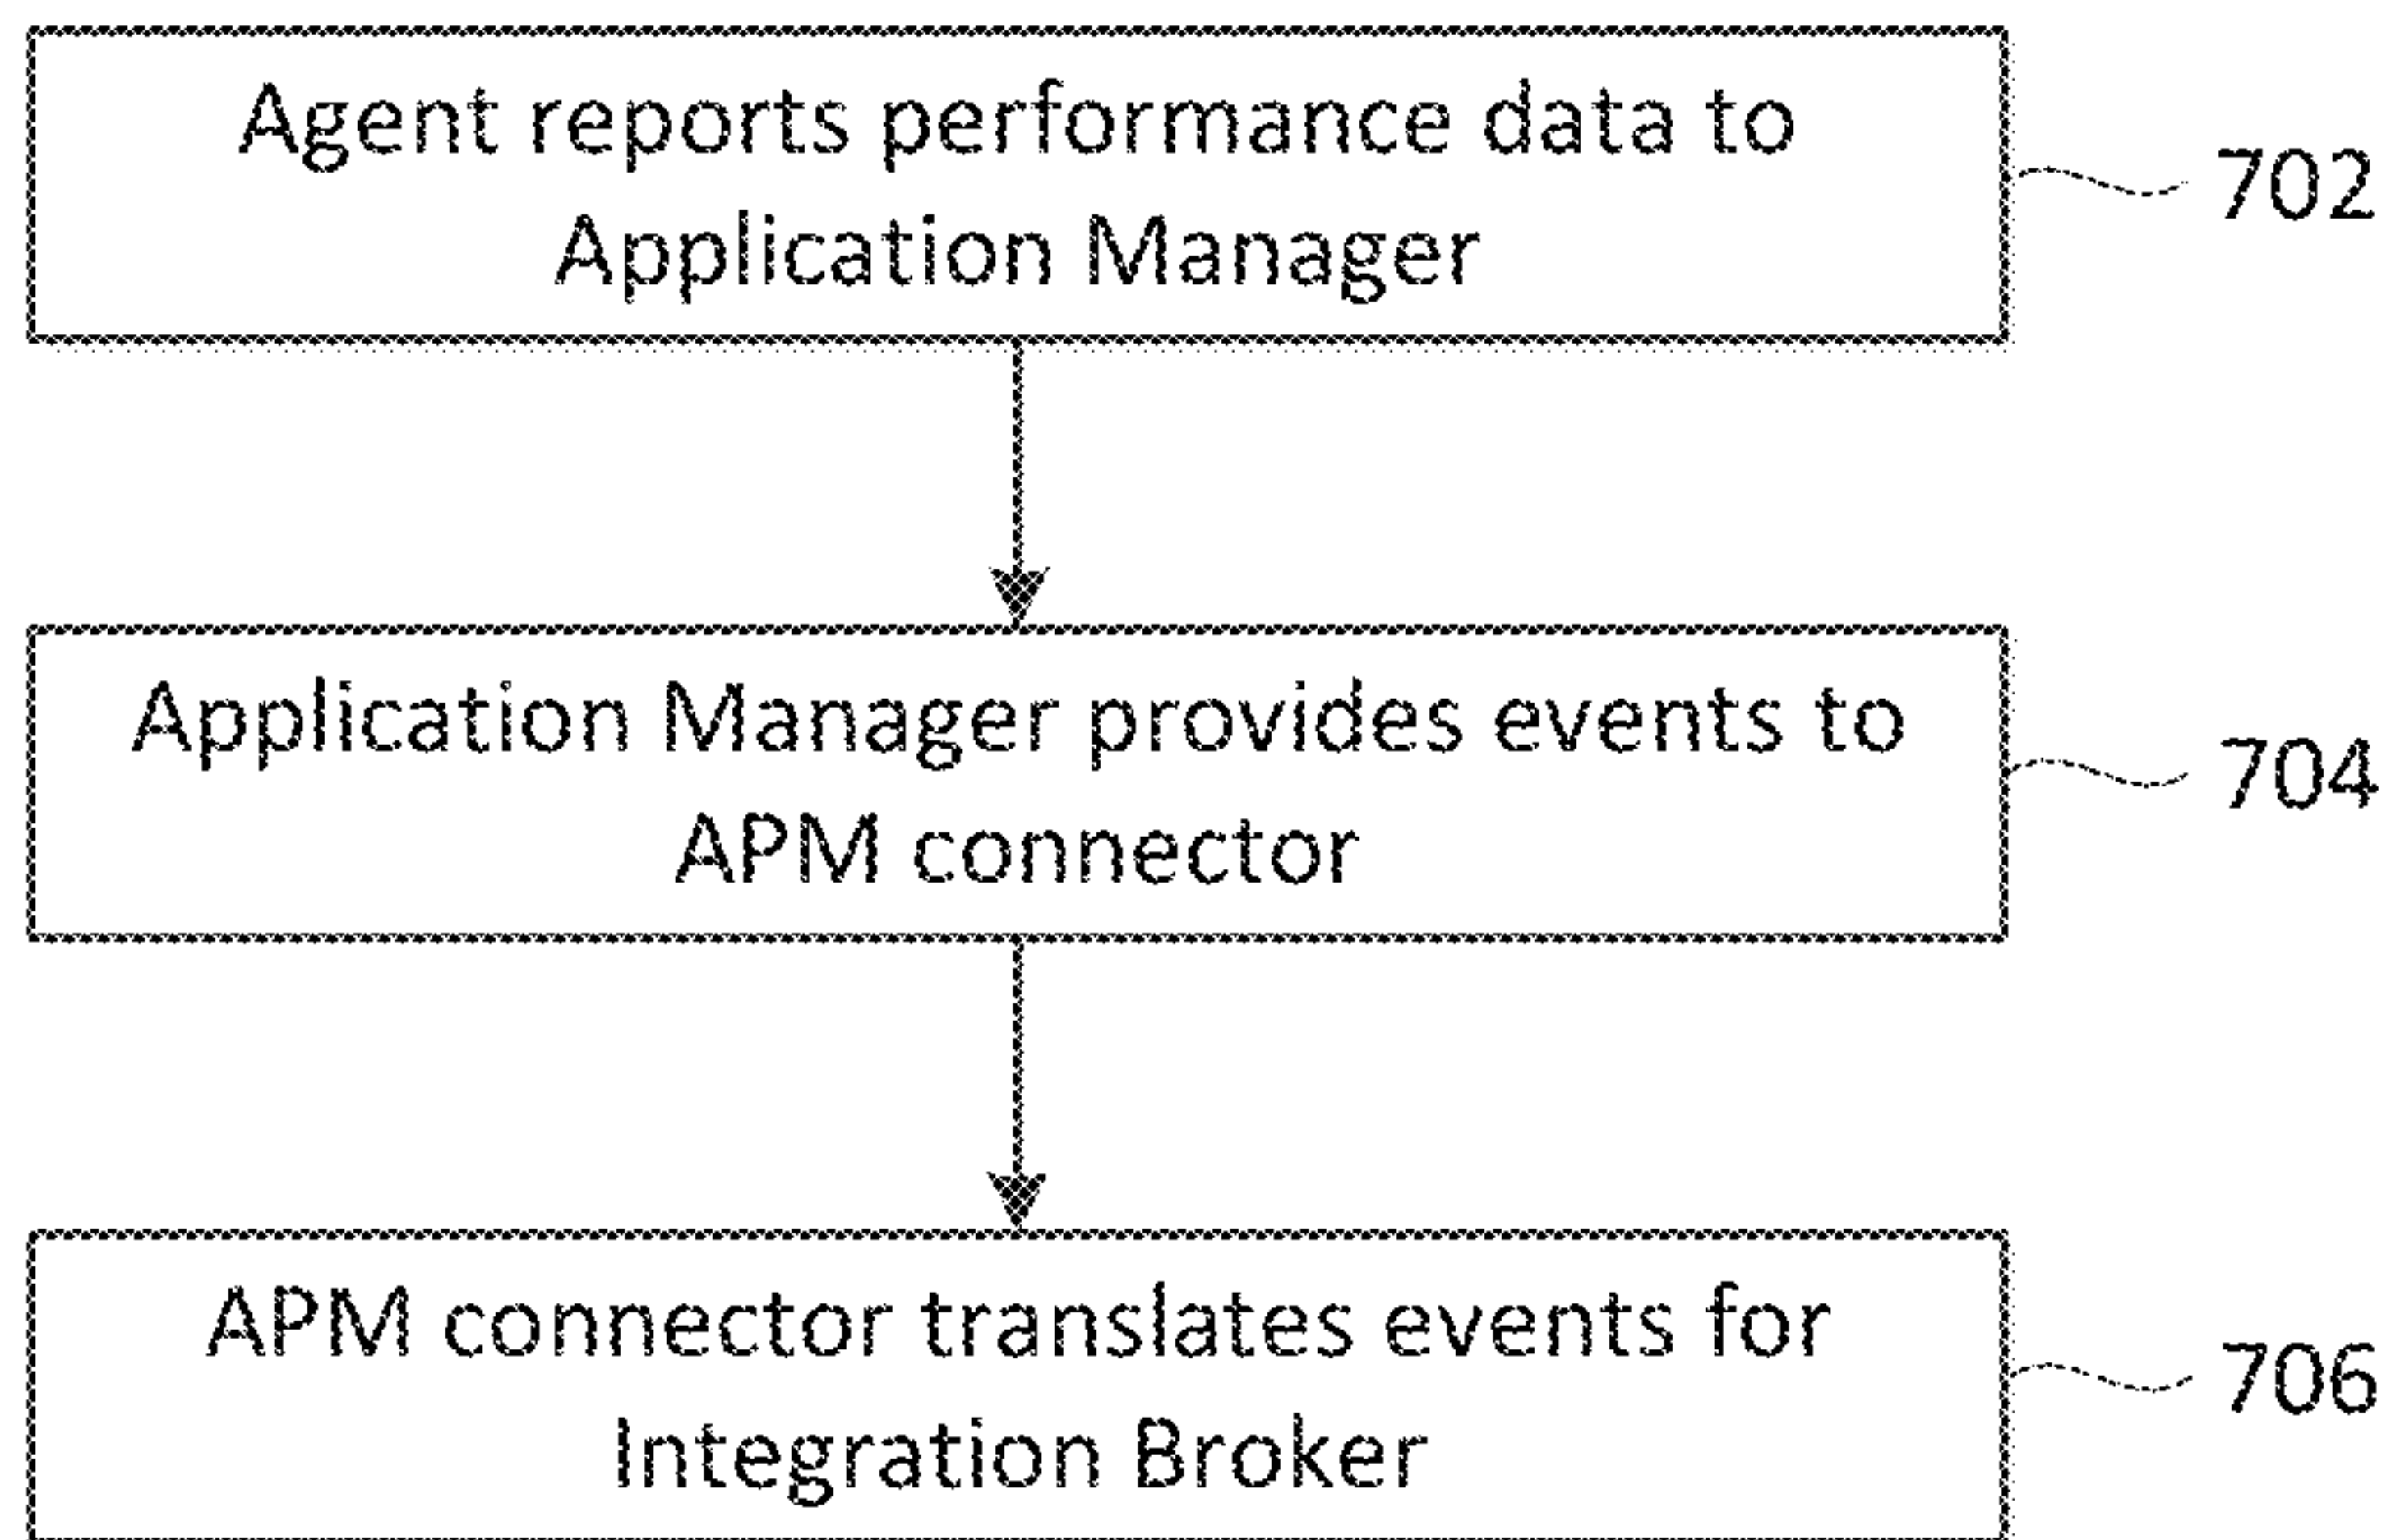 Agent reports performance data to
Application Manager
702
Application Manager provides events to
APM connector
704
APM connector translates events for
Integration Broker
706